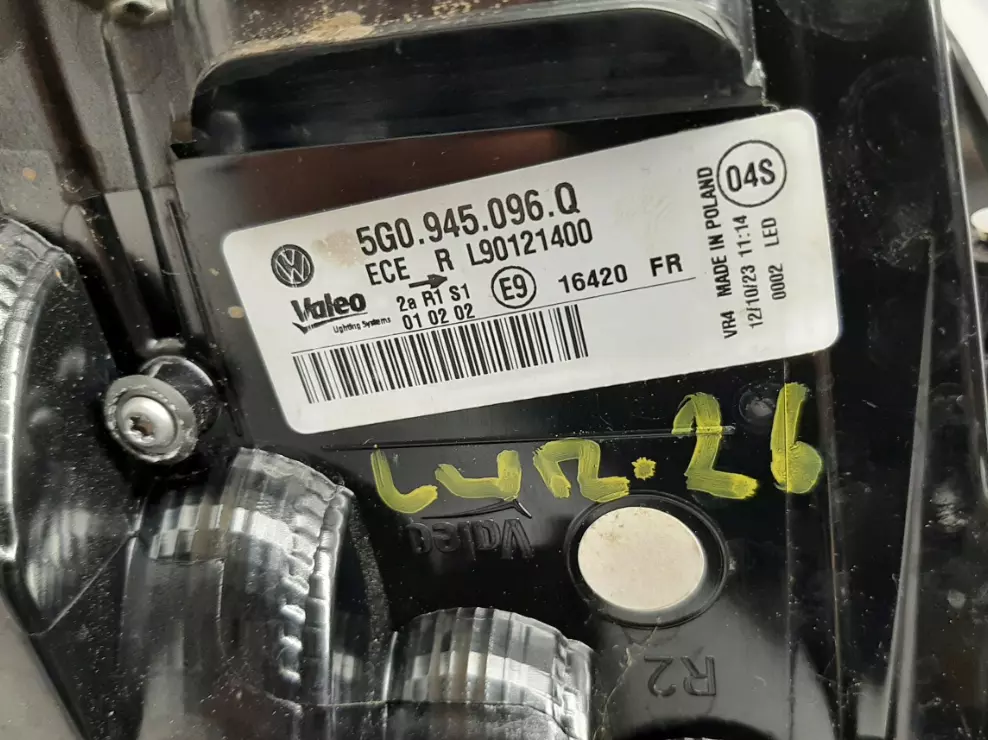 5G0.945.096.Q
ECE R L90121400
Valeo
Lighting Systems
2a R1 S1
01 02 02
E9
16420 FR
VR4 MADE IN POLAND
12/10/23 11:14
0002 LED
04S
26
Valeo
R2